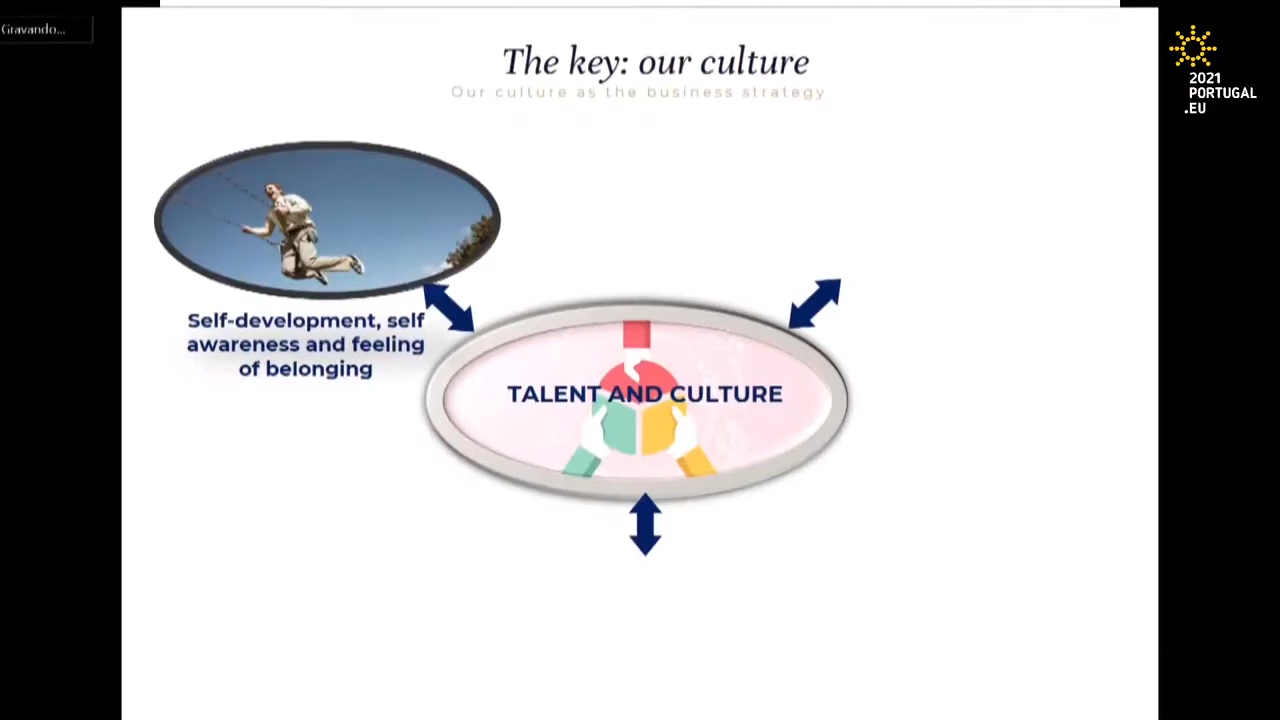 Gravando...
The key: our culture
Our culture as the business strategy
2021
PORTUGAL
.EU
Self-development, self
awareness and feeling
of belonging
TALENT AND CULTURE